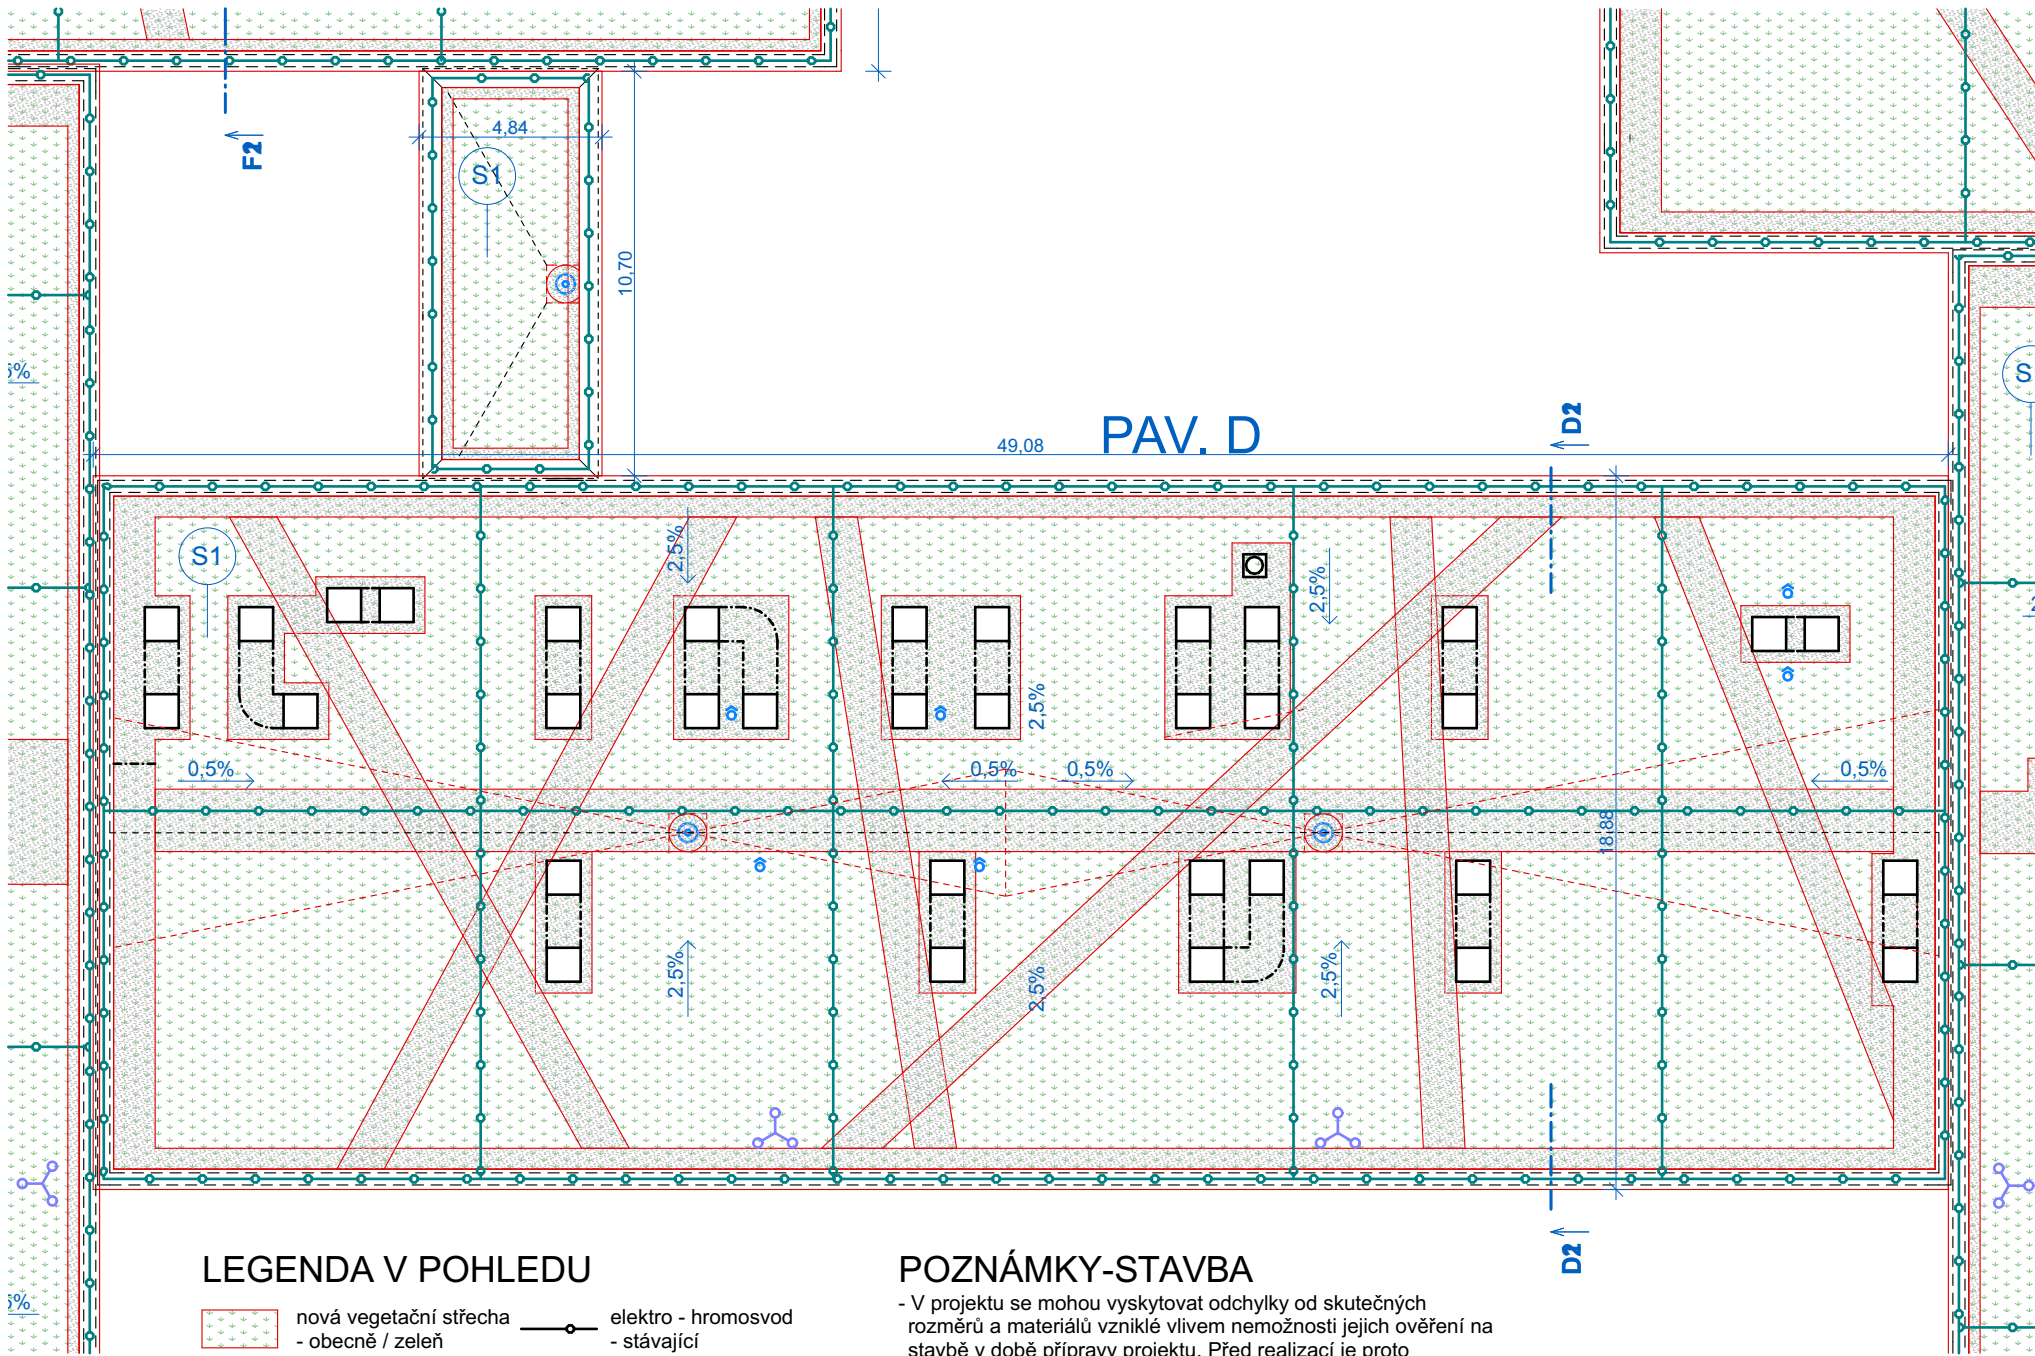 F2
4,84
S1
10,70
5%
S
PAV. D
49,08
D2
S1
2,5%
2,5%
2,5%
0,5%
0,5%
0,5%
0,5%
18,88
2,5%
2,5%
2,5%
D2
5%
LEGENDA V POHLEDU
nová vegetační střecha
- obecně / zeleň
elektro - hromosvod
- stávající
POZNÁMKY-STAVBA
- V projektu se mohou vyskytovat odchylky od skutečných
rozměrů a materiálů vzniklé vlivem nemožnosti jejich ověření na
stavbě v době přípravy projektu. Před realizací je proto